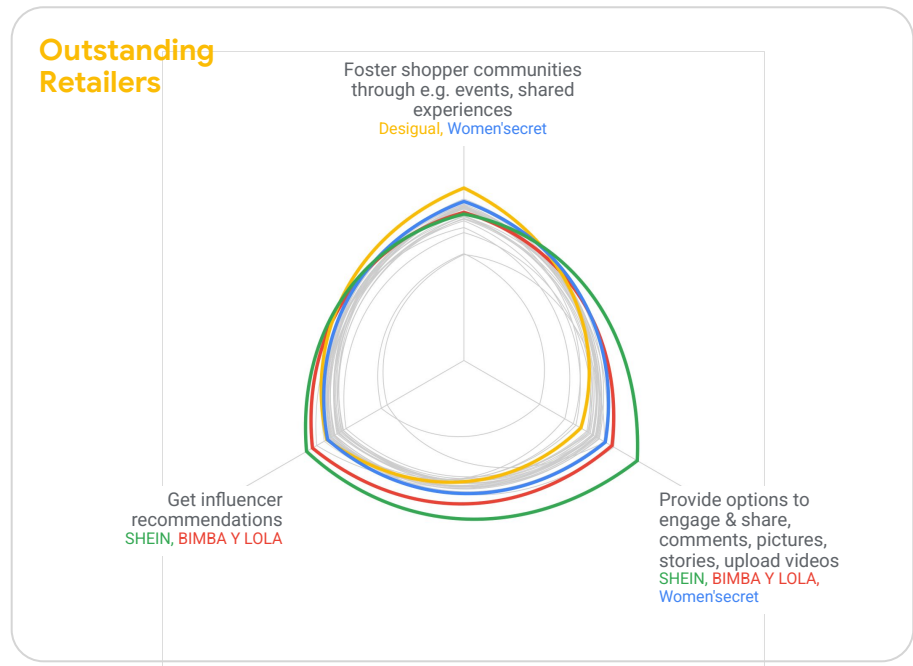 Outstanding
Retailers
Foster shopper communities
through e.g. events, shared
experiences
Desigual, Women'secret
Get influencer
recommendations
SHEIN, BIMBA Y LOLA
Provide options to
engage & share,
comments, pictures,
stories, upload videos
SHEIN, BIMBA Y LOLA,
Women'secret